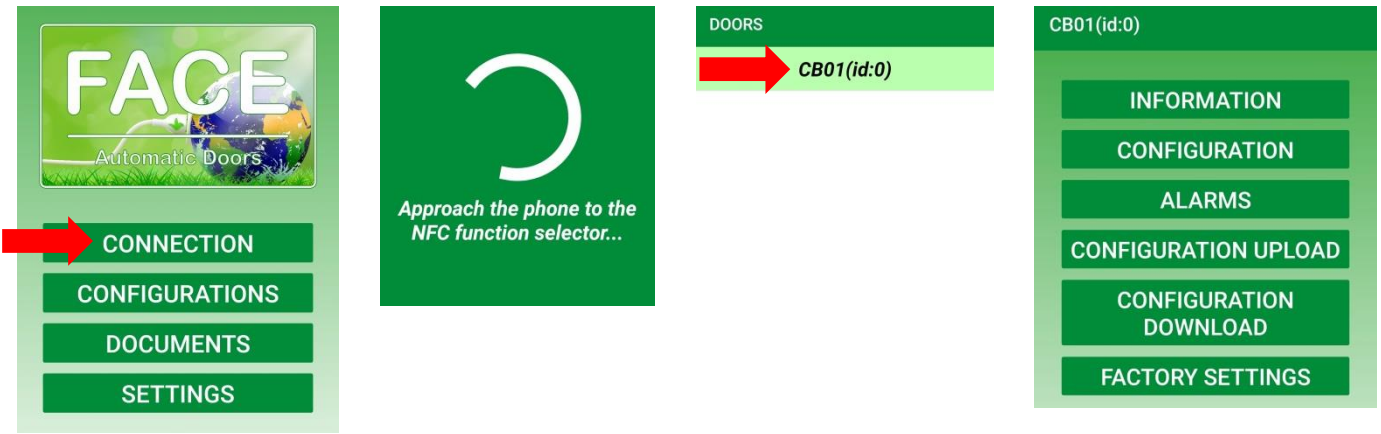 FACE
Automatic Doors
CONNECTION
CONFIGURATIONS
DOCUMENTS
SETTINGS
Approach the phone to the
NFC function selector...
DOORS
CB01(id:0)
CB01(id:0)
INFORMATION
CONFIGURATION
ALARMS
CONFIGURATION UPLOAD
CONFIGURATION
DOWNLOAD
FACTORY SETTINGS